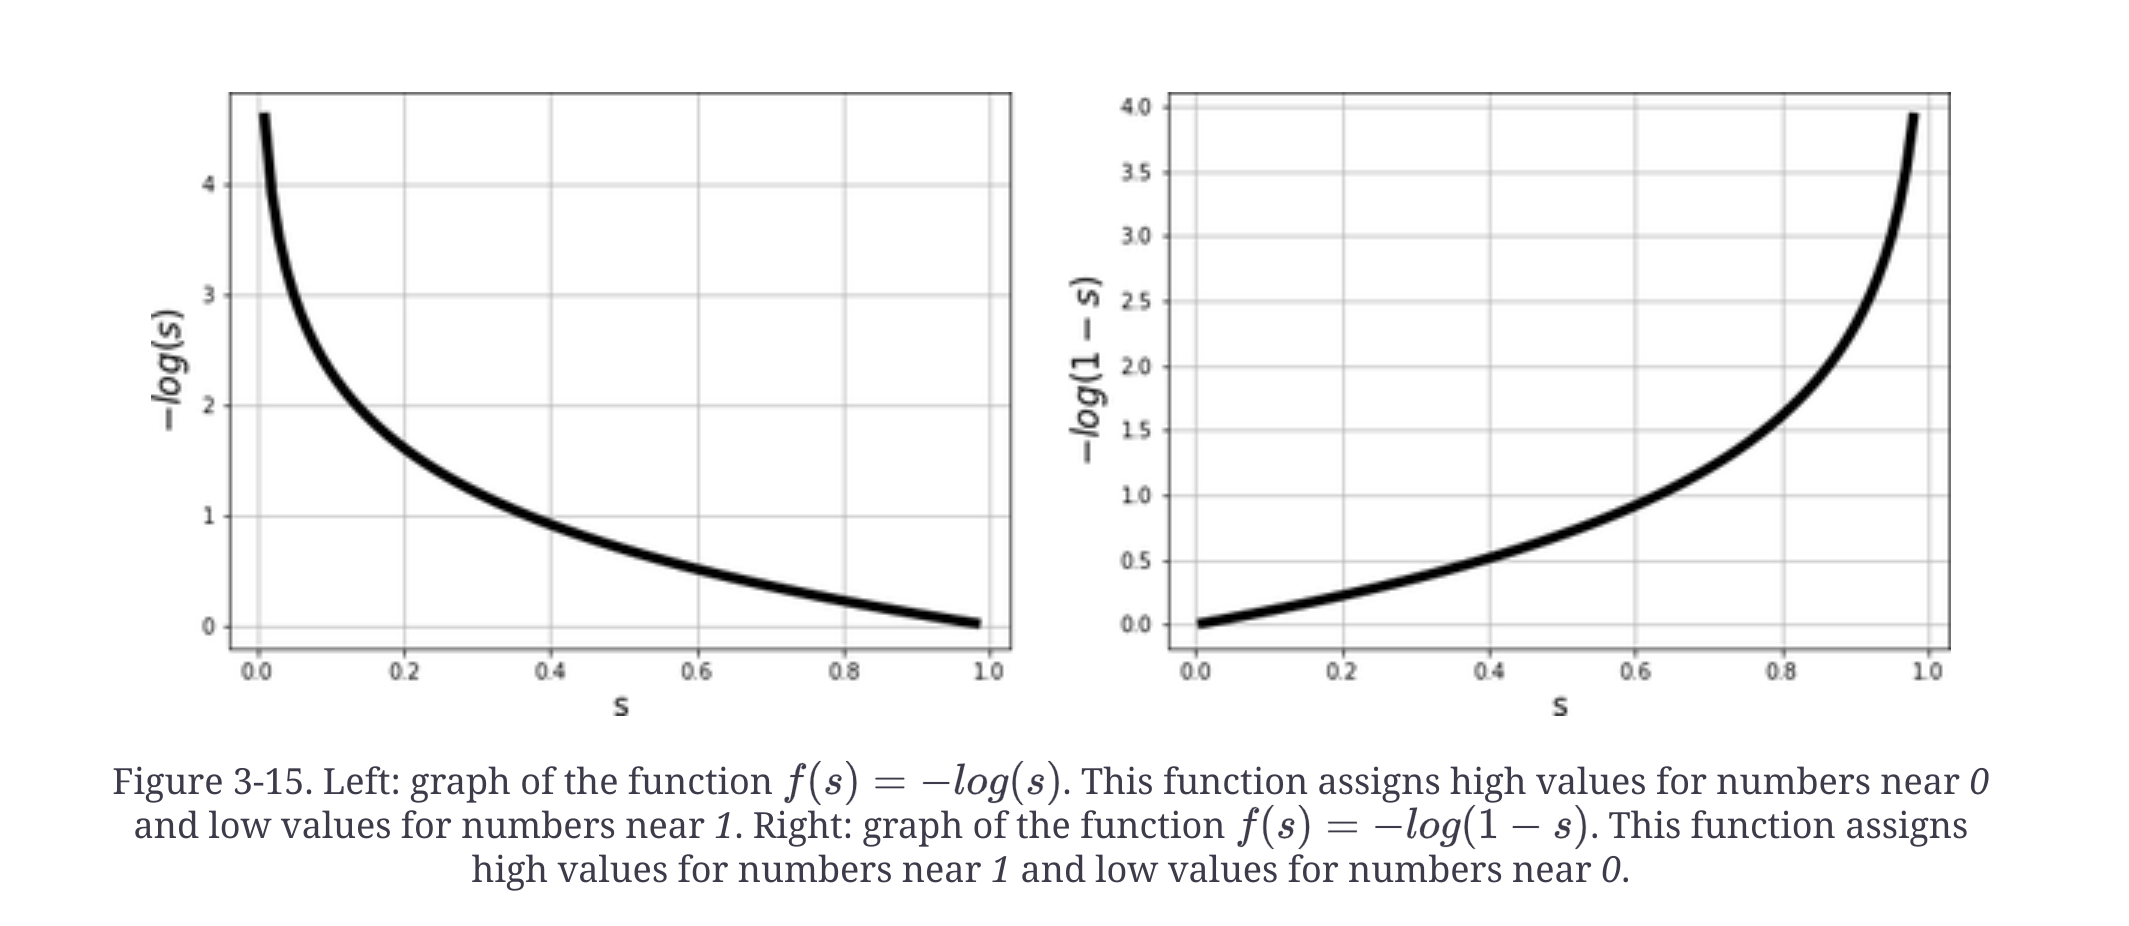 4
3
2
1
0
−log(s)
0.0 0.2 0.4 0.6 0.8 1.0
s
4.0
3.5
3.0
2.5
2.0
1.5
1.0
0.5
0.0
−log(1 − s)
0.0 0.2 0.4 0.6 0.8 1.0
s
Figure 3-15. Left: graph of the function f(s) = −log(s). This function assigns high values for numbers near 0
and low values for numbers near 1. Right: graph of the function f(s) = −log(1 − s). This function assigns
high values for numbers near 1 and low values for numbers near 0.